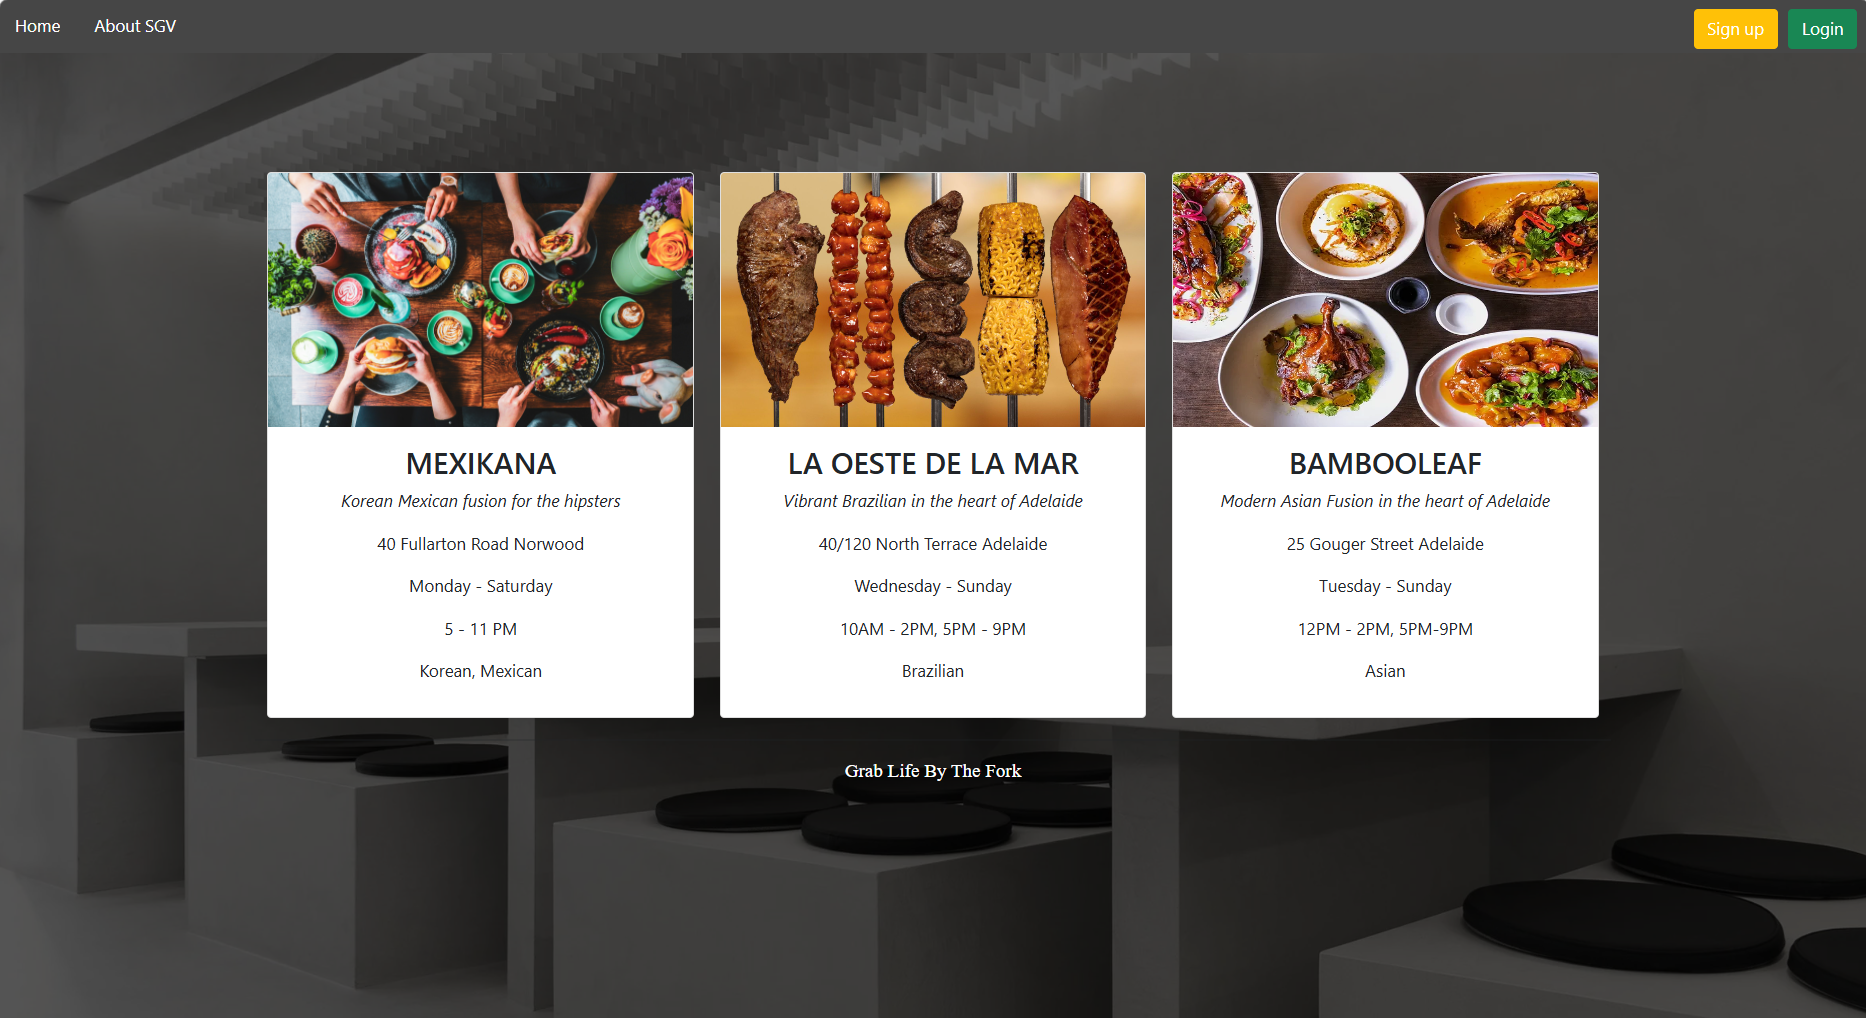 Home
About SGV
Sign up
Login
MEXIKANA
Korean Mexican fusion for the hipsters
40 Fullarton Road Norwood
Monday - Saturday
5 - 11 PM
Korean, Mexican
LA OESTE DE LA MAR
Vibrant Brazilian in the heart of Adelaide
40/120 North Terrace Adelaide
Wednesday - Sunday
10AM - 2PM, 5PM - 9PM
Brazilian
BAMBOOLEAF
Modern Asian Fusion in the heart of Adelaide
25 Gouger Street Adelaide
Tuesday - Sunday
12PM - 2PM, 5PM-9PM
Asian
Grab Life By The Fork